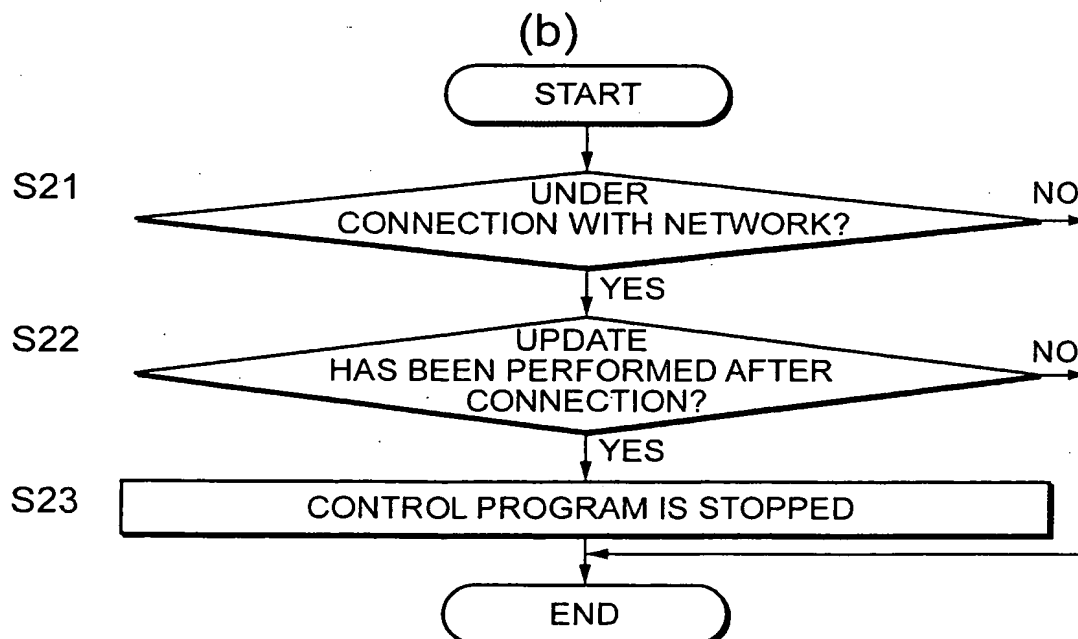 (b)
START
S21
UNDER
CONNECTION WITH NETWORK?
NO
YES
S22
UPDATE
HAS BEEN PERFORMED AFTER
CONNECTION?
NO
YES
S23
CONTROL PROGRAM IS STOPPED
END